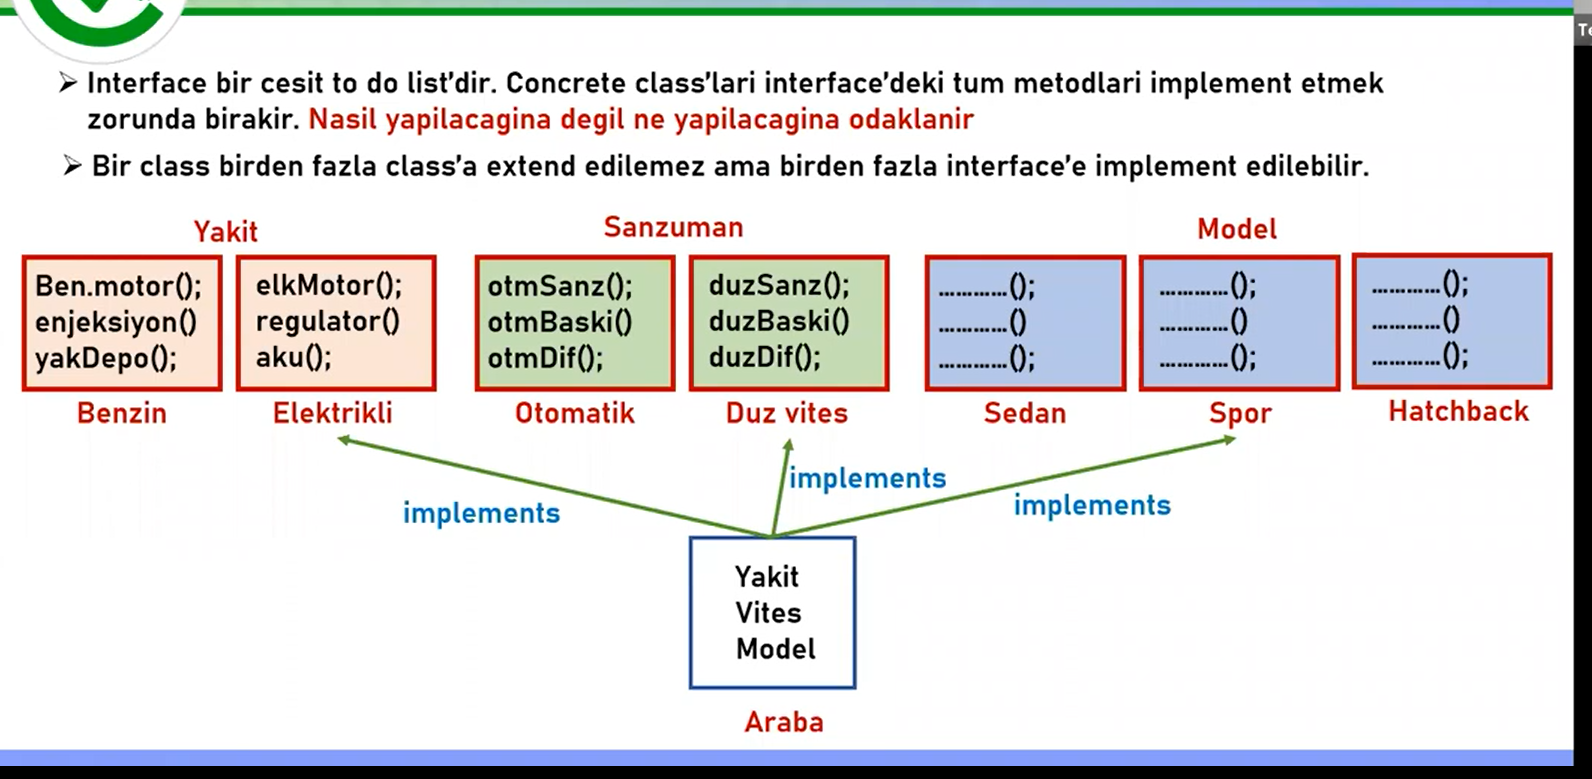 Te
➢ Interface bir cesit to do list'dir. Concrete class'lari interface'deki tum metodlari implement etmek
zorunda birakir. Nasil yapilacagina degil ne yapilacagina odaklanir
➢ Bir class birden fazla class'a extend edilemez ama birden fazla interface'e implement edilebilir.
Yakit
Sanzuman
Model
Ben.motor();
enjeksiyon()
yakDepo();
Benzin
elkMotor();
regulator()
aku();
Elektrikli
otmSanz();
otmBaski()
otmDif();
Otomatik
duzSanz();
duzBaski()
duzDif();
Duz vites
............();
............()
............();
Sedan
............();
............()
............();
Spor
............();
............()
............();
Hatchback
implements
implements
implements
Yakit
Vites
Model
Araba